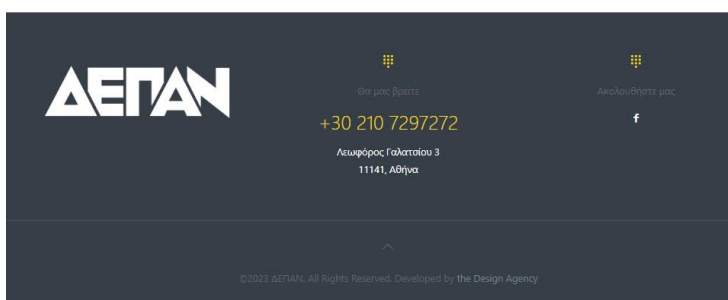 ΔΕΠΑΝ
Θα μας βρείτε
+30 210 7297272
Λεωφόρος Γαλατσίου 3
11141, Αθήνα
Ακολουθήστε μας
©2023 ΔΕΠΑΝ. All Rights Reserved. Developed by the Design Agency